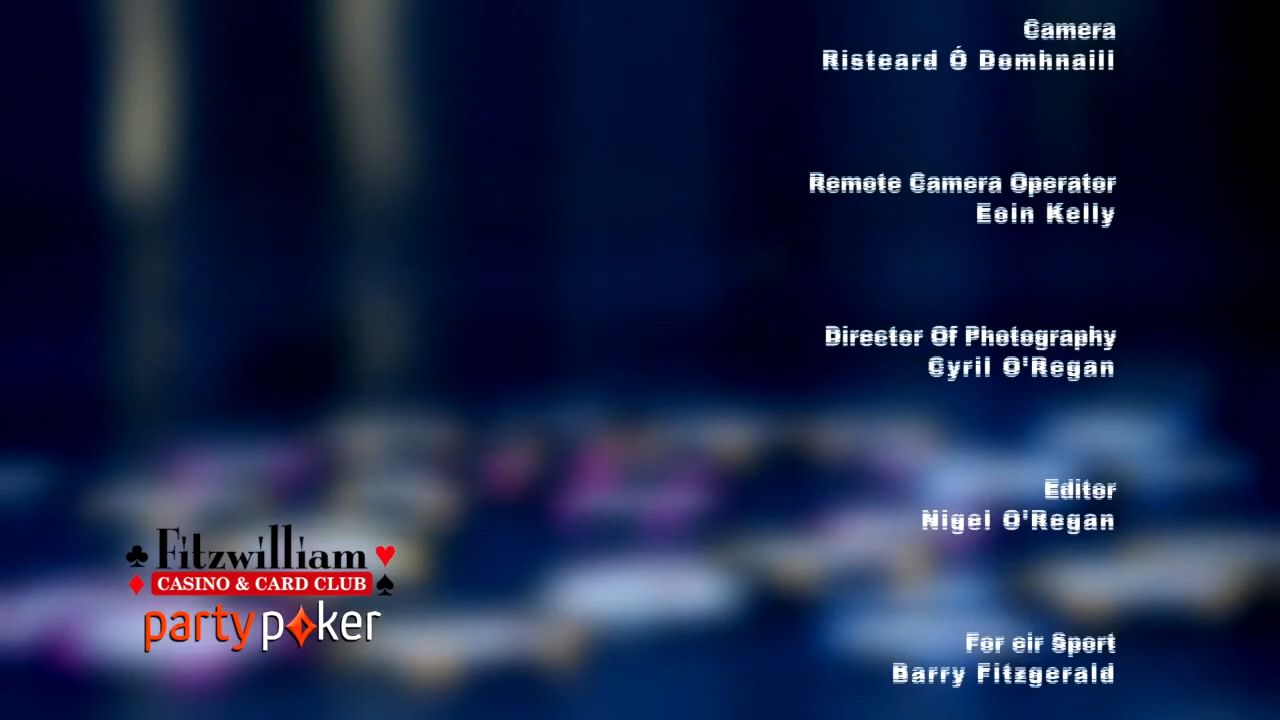 Camera
Risteard Ó Domhnaill
Remote Camera Operator
Eoin Kelly
Director Of Photography
Cyril O'Regan
Editor
Nigel O'Regan
Fitzwilliam
CASINO & CARD CLUB
partypoker
For eir Sport
Barry Fitzgerald